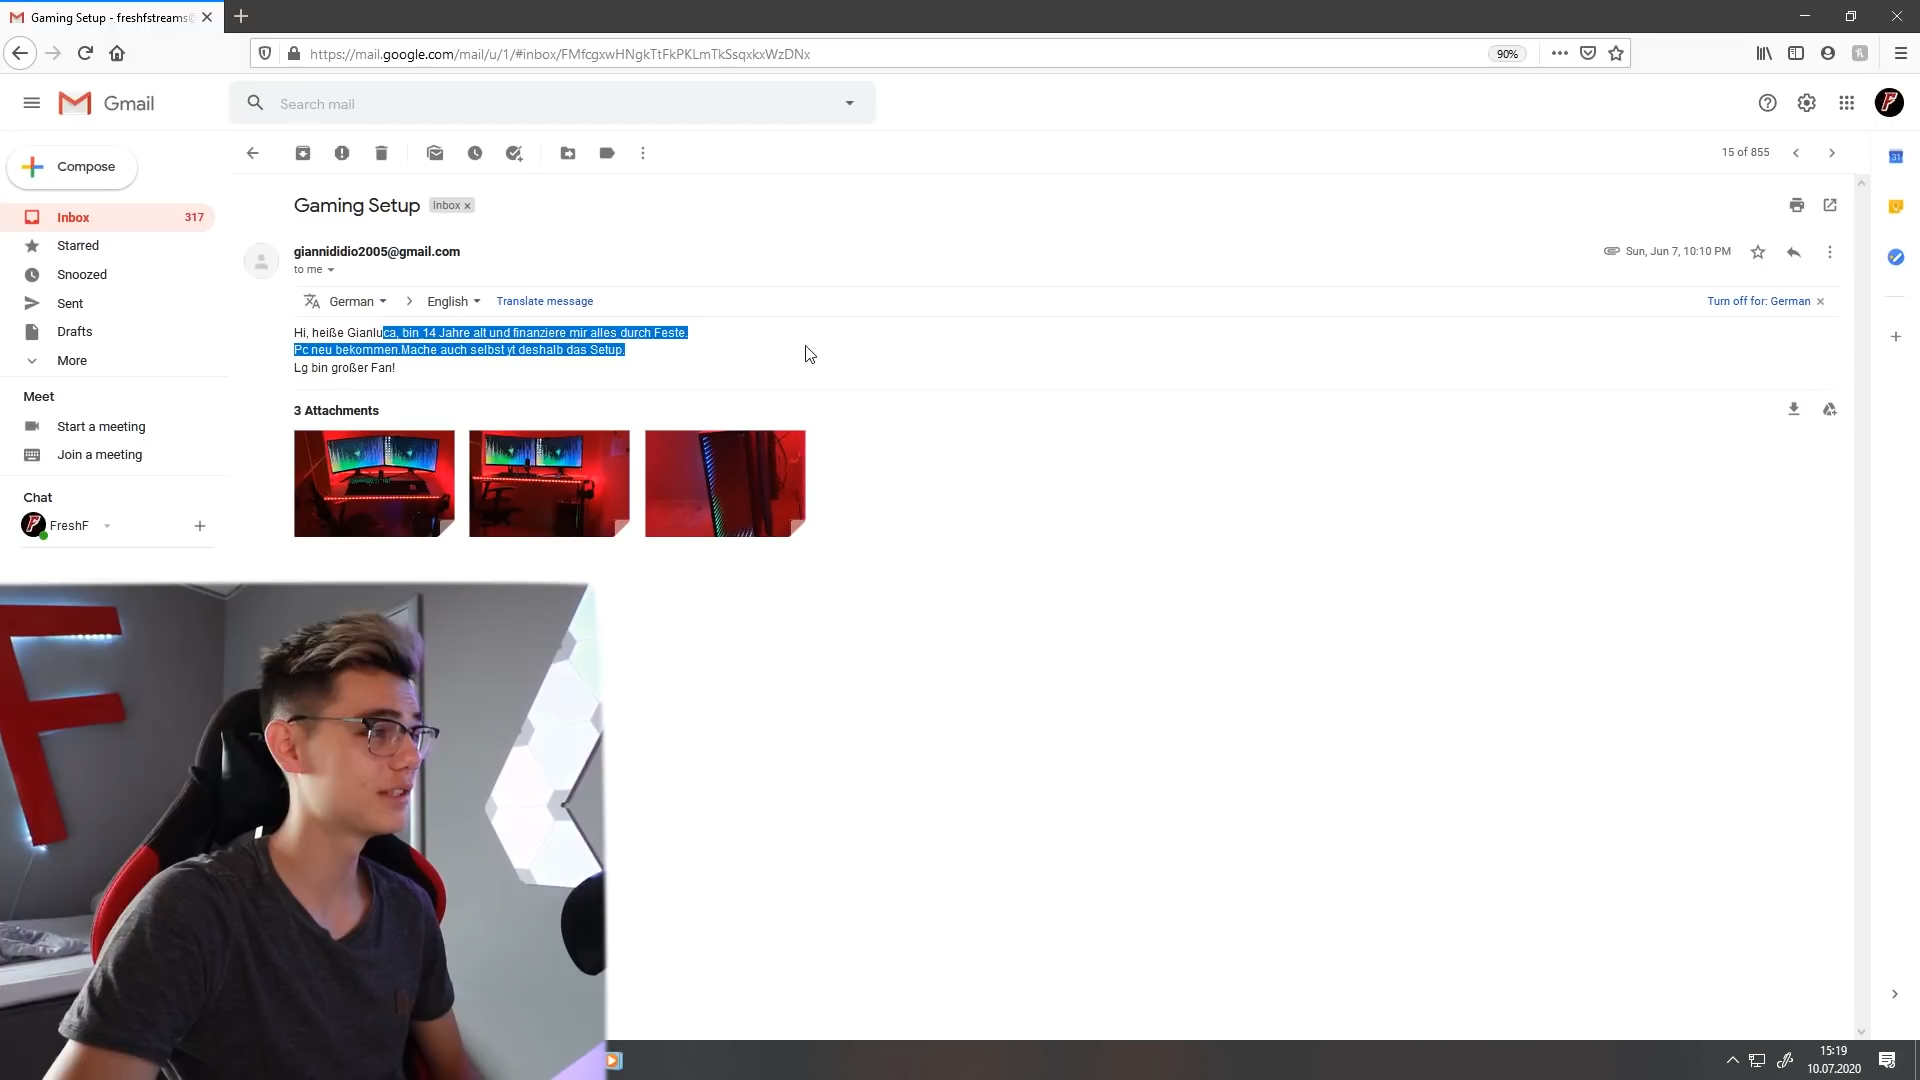 Gaming Setup - freshfstreams@
https://mail.google.com/mail/u/1/#inbox/FMfcgxwHNgkTtFkPKLmTkSsqxkxWzDNx
90%
Gmail
Search mail
Compose
15 of 855
31
Inbox 317
Starred
Snoozed
Sent
Drafts
More
Meet
Start a meeting
Join a meeting
Chat
FreshF
Gaming Setup
Inbox x
giannididio2005@gmail.com
to me
Sun, Jun 7, 10:10 PM
German > English Translate message
Turn off for: German x
Hi, heiße Gianluca, bin 14 Jahre alt und finanziere mir alles durch Feste.
Pc neu bekommen.Mache auch selbst yt deshalb das Setup.
Lg bin großer Fan!
3 Attachments
F
15:19
10.07.2020